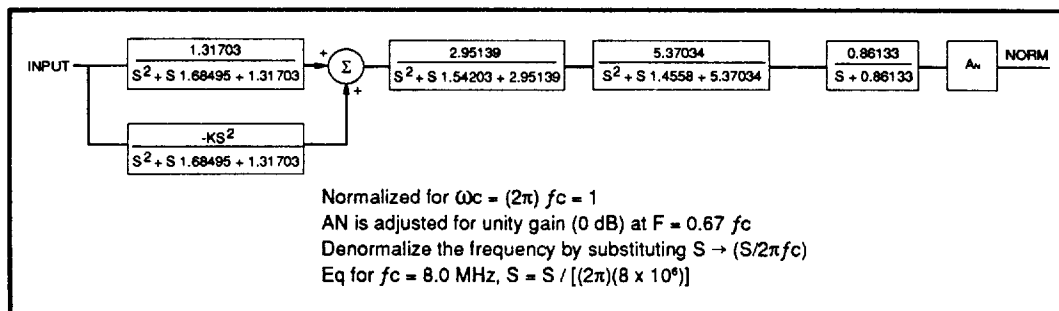 INPUT
1.31703
S² + S 1.68495 + 1.31703
-KS²
S² + S 1.68495 + 1.31703
+
Σ
+
2.95139
S² + S 1.54203 + 2.95139
5.37034
S² + S 1.4558 + 5.37034
0.86133
S + 0.86133
AN
NORM
Normalized for ωc = (2π) fc = 1
AN is adjusted for unity gain (0 dB) at F = 0.67 fc
Denormalize the frequency by substituting S → (S/2πfc)
Eq for fc = 8.0 MHz, S = S / [(2π)(8 x 10⁶)]